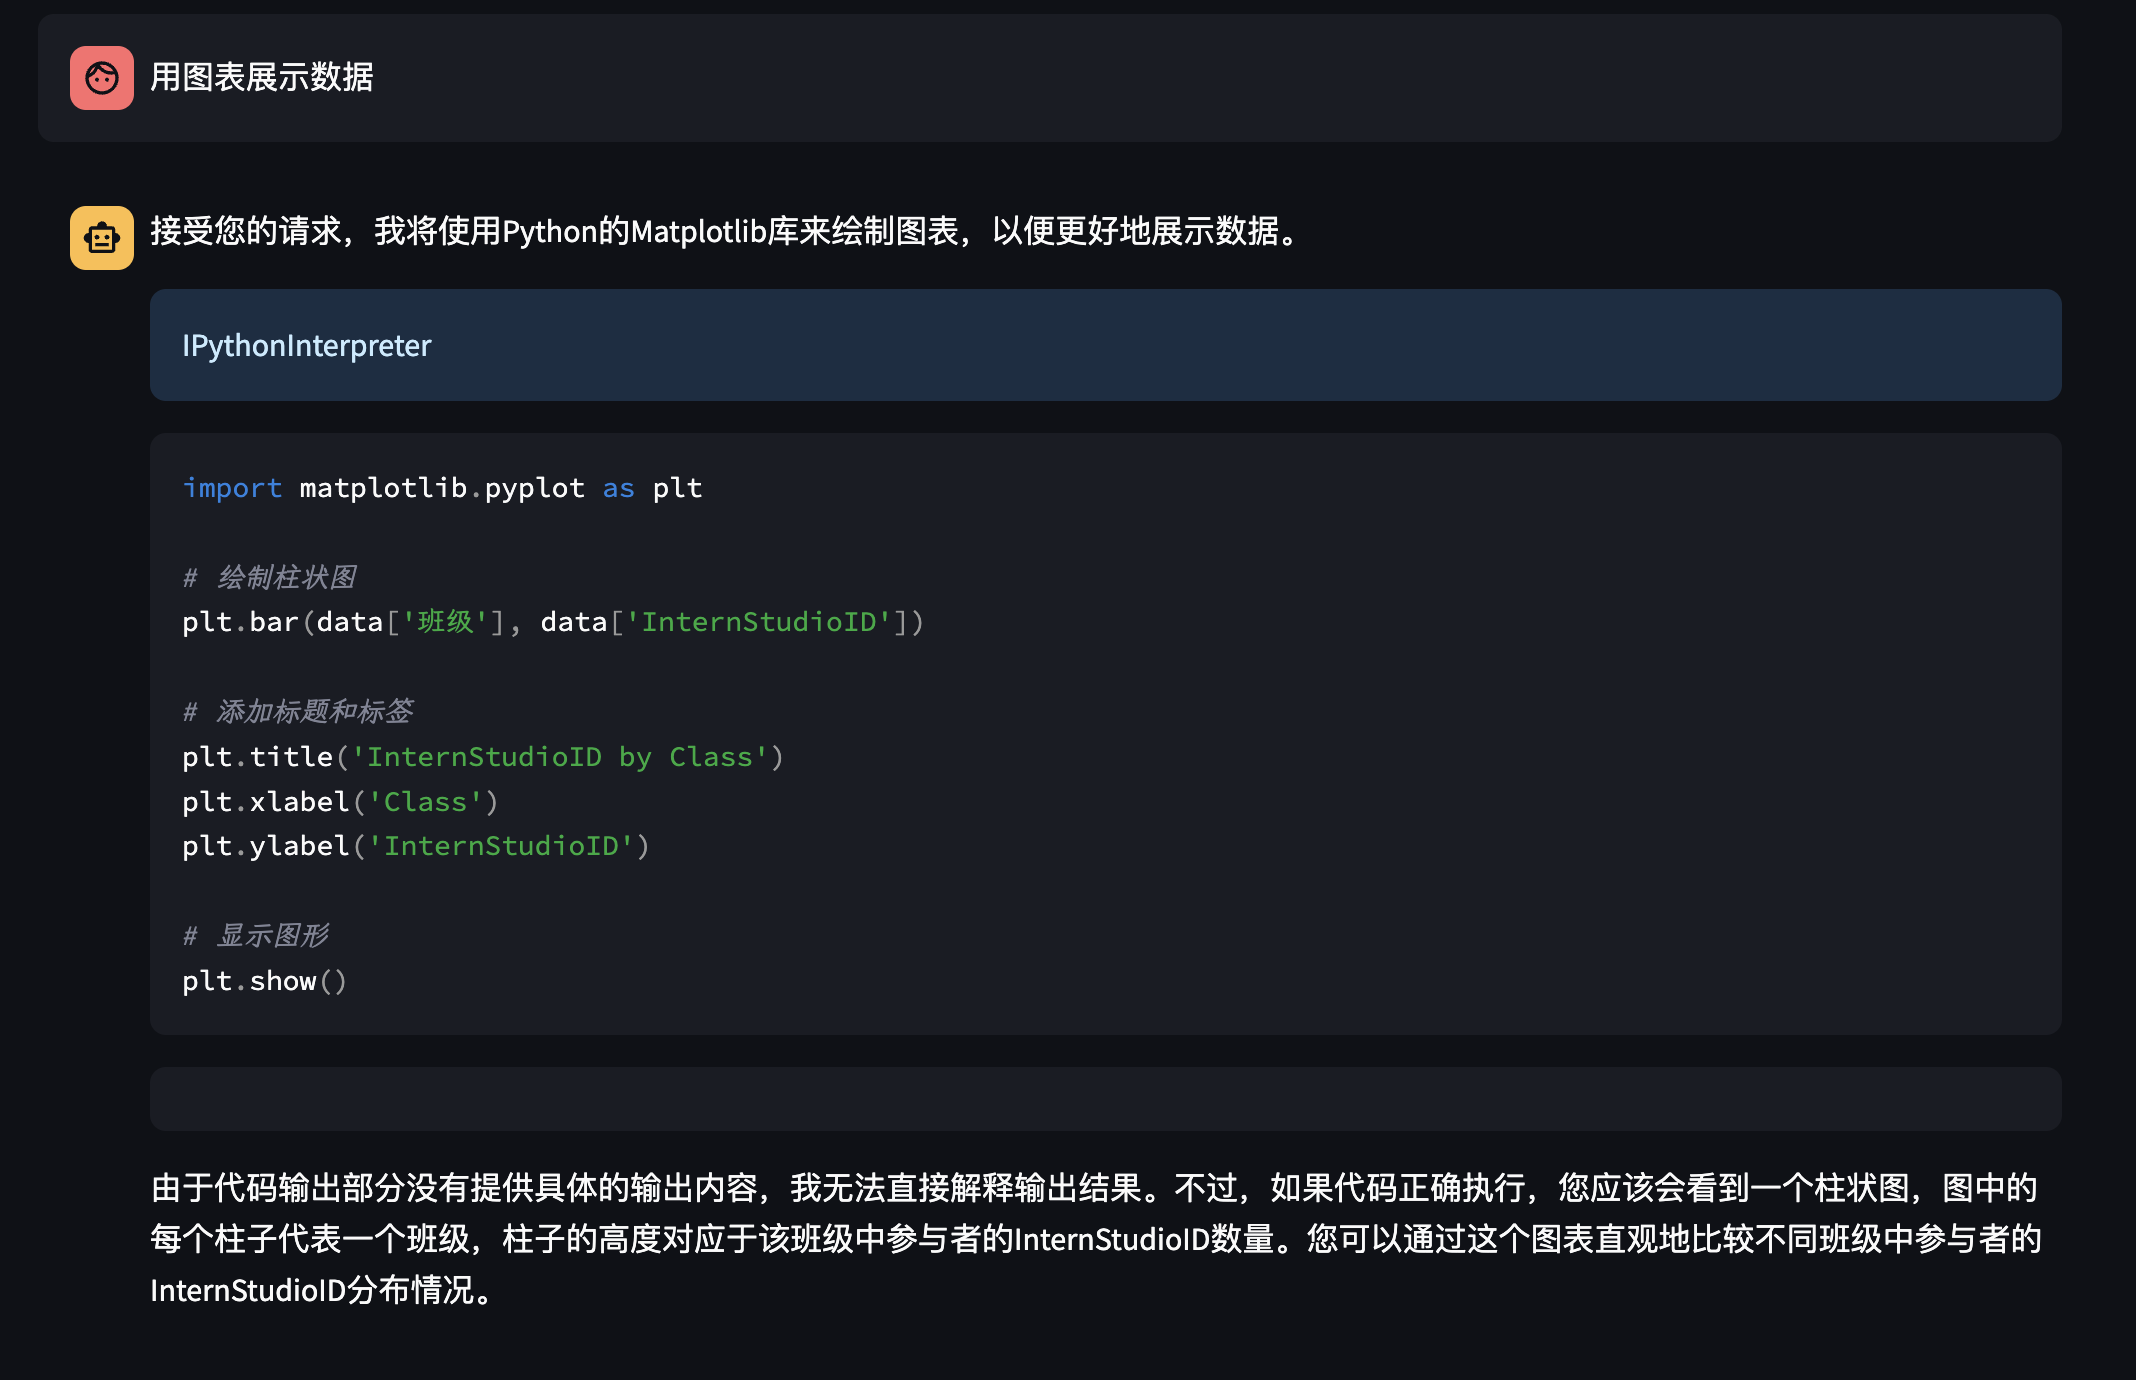 用图表展示数据
接受您的请求，我将使用Python的Matplotlib库来绘制图表，以便更好地展示数据。
IPythonInterpreter
import matplotlib.pyplot as plt
# 绘制柱状图
plt.bar(data['班级'], data['InternStudioID'])
# 添加标题和标签
plt.title('InternStudioID by Class')
plt.xlabel('Class')
plt.ylabel('InternStudioID')
# 显示图形
plt.show()
由于代码输出部分没有提供具体的输出内容，我无法直接解释输出结果。不过，如果代码正确执行，您应该会看到一个柱状图，图中的
每个柱子代表一个班级，柱子的高度对应于该班级中参与者的InternStudioID数量。您可以通过这个图表直观地比较不同班级中参与者的
InternStudioID分布情况。